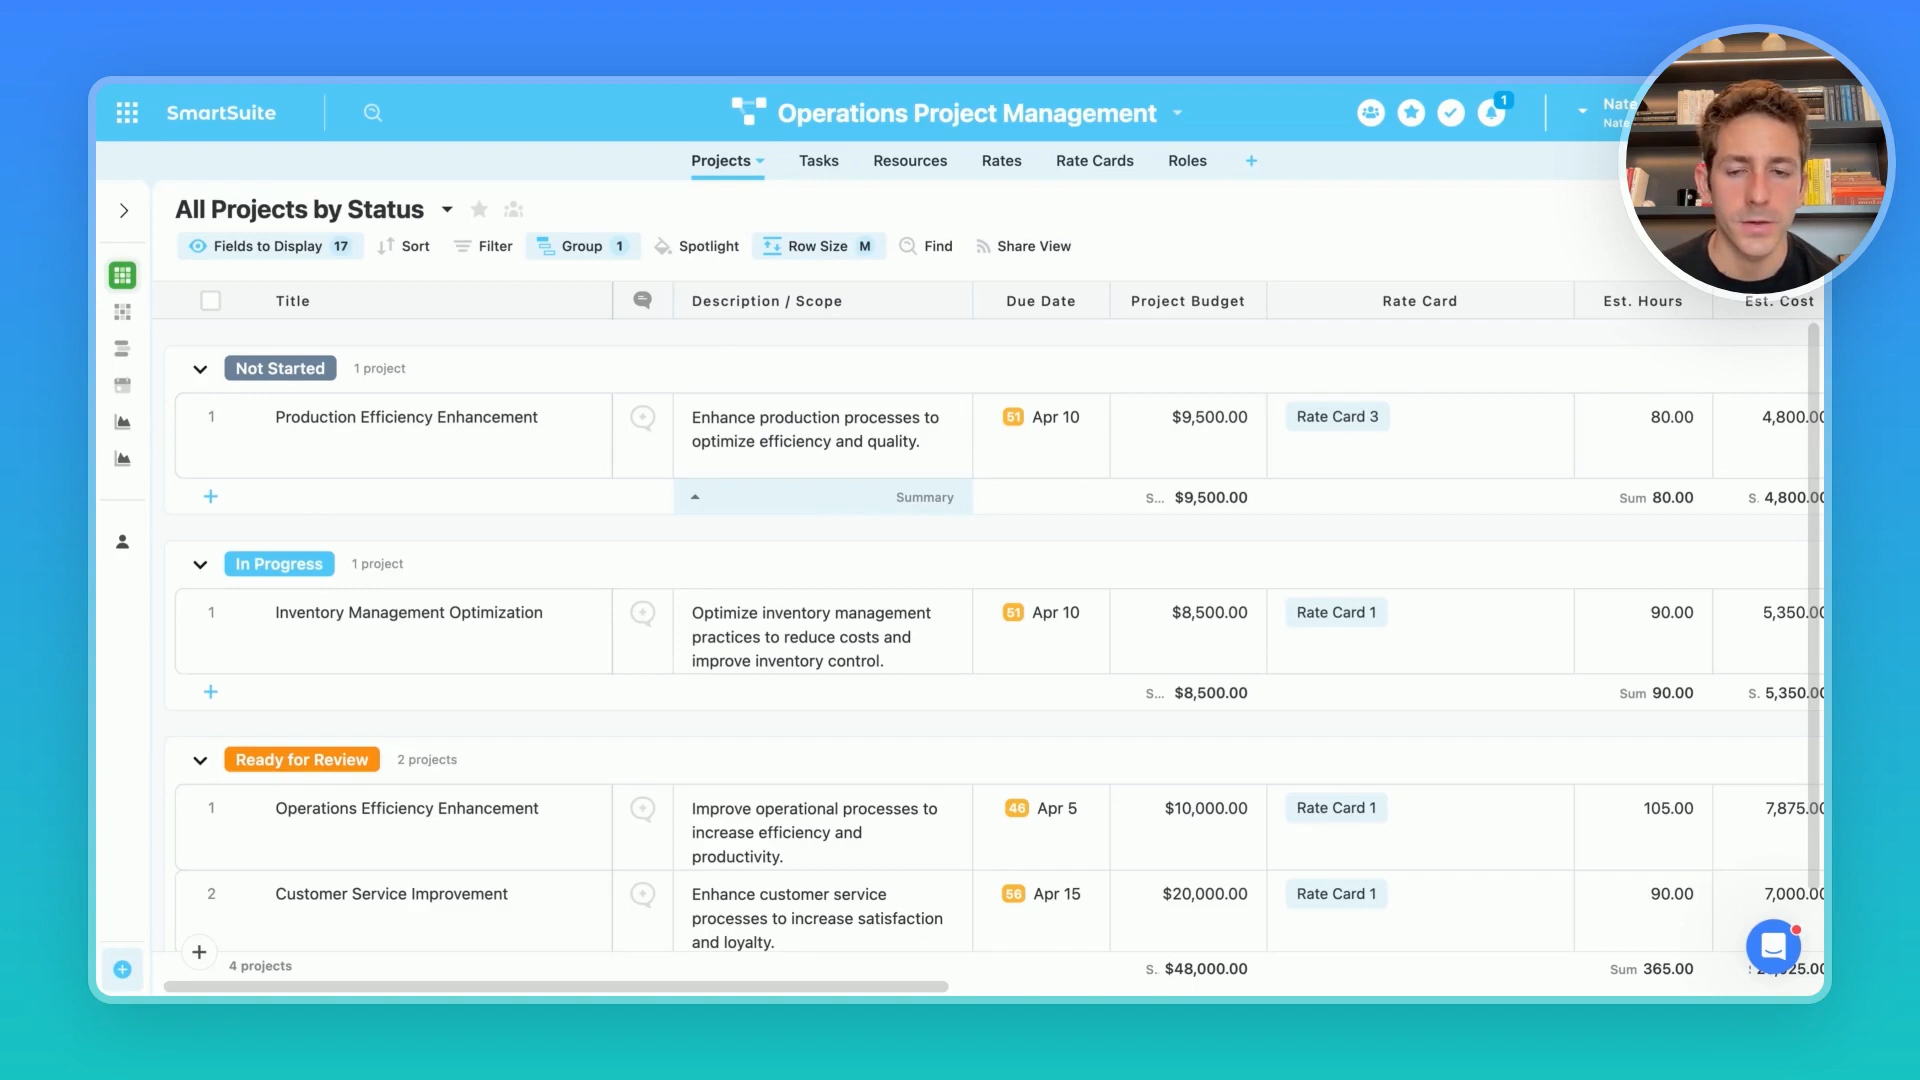 SmartSuite
Operations Project Management
1
Nate
Nate
Projects Tasks Resources Rates Rate Cards Roles
All Projects by Status
Fields to Display 17 Sort Filter Group 1 Spotlight Row Size M Find Share View
Title Description / Scope Due Date Project Budget Rate Card Est. Hours Est. Cost
Not Started 1 project
1 Production Efficiency Enhancement Enhance production processes to 51 Apr 10 $9,500.00 Rate Card 3 80.00 4,800.00
optimize efficiency and quality.
Summary S... $9,500.00 Sum 80.00 S. 4,800.00
In Progress 1 project
1 Inventory Management Optimization Optimize inventory management 51 Apr 10 $8,500.00 Rate Card 1 90.00 5,350.00
practices to reduce costs and
improve inventory control.
S... $8,500.00 Sum 90.00 S. 5,350.00
Ready for Review 2 projects
1 Operations Efficiency Enhancement Improve operational processes to 46 Apr 5 $10,000.00 Rate Card 1 105.00 7,875.00
increase efficiency and
productivity.
2 Customer Service Improvement Enhance customer service 56 Apr 15 $20,000.00 Rate Card 1 90.00 7,000.00
processes to increase satisfaction
and loyalty.
4 projects S. $48,000.00 Sum 365.00